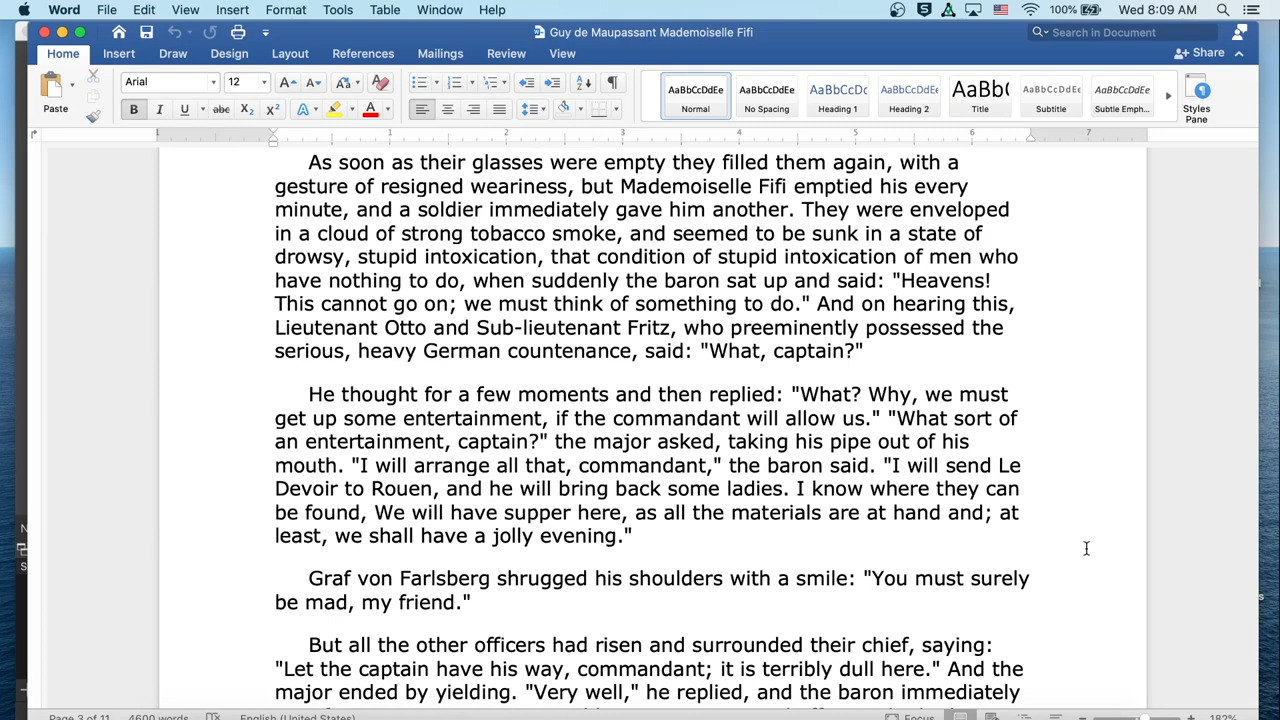 Word File Edit View Insert Format Tools Table Window Help 100% Wed 8:09 AM
Guy de Maupassant Mademoiselle Fifi Search in Document
Home Insert Draw Design Layout References Mailings Review View Share
Paste Arial 12 AaBbCcDdEe AaBbCcDdEe AaBbCcDc AaBbCcDdEe AaBbC AaBbCcDdEe AaBbCcDdEe
Normal No Spacing Heading 1 Heading 2 Title Subtitle Subtle Emph... Styles Pane
B I U abc X₂ X² A A
1 1 2 3 4 5 6 7
As soon as their glasses were empty they filled them again, with a
gesture of resigned weariness, but Mademoiselle Fifi emptied his every
minute, and a soldier immediately gave him another. They were enveloped
in a cloud of strong tobacco smoke, and seemed to be sunk in a state of
drowsy, stupid intoxication, that condition of stupid intoxication of men who
have nothing to do, when suddenly the baron sat up and said: "Heavens!
This cannot go on; we must think of something to do." And on hearing this,
Lieutenant Otto and Sub-lieutenant Fritz, who preeminently possessed the
serious, heavy German countenance, said: "What, captain?"
He thought for a few moments and then replied: "What? Why, we must
get up some entertainment, if the commandant will allow us." "What sort of
an entertainment, captain?" the major asked, taking his pipe out of his
mouth. "I will arrange all that, commandant," the baron said. "I will send Le
Devoir to Rouen, and he will bring back some ladies. I know where they can
be found, We will have supper here, as all the materials are at hand and; at
least, we shall have a jolly evening."
Graf von Farlsberg shrugged his shoulders with a smile: "You must surely
be mad, my friend."
But all the other officers had risen and surrounded their chief, saying:
"Let the captain have his way, commandant; it is terribly dull here." And the
major ended by yielding. "Very well," he replied, and the baron immediately
Page 3 of 11 4600 words English (United States) Focus 182%